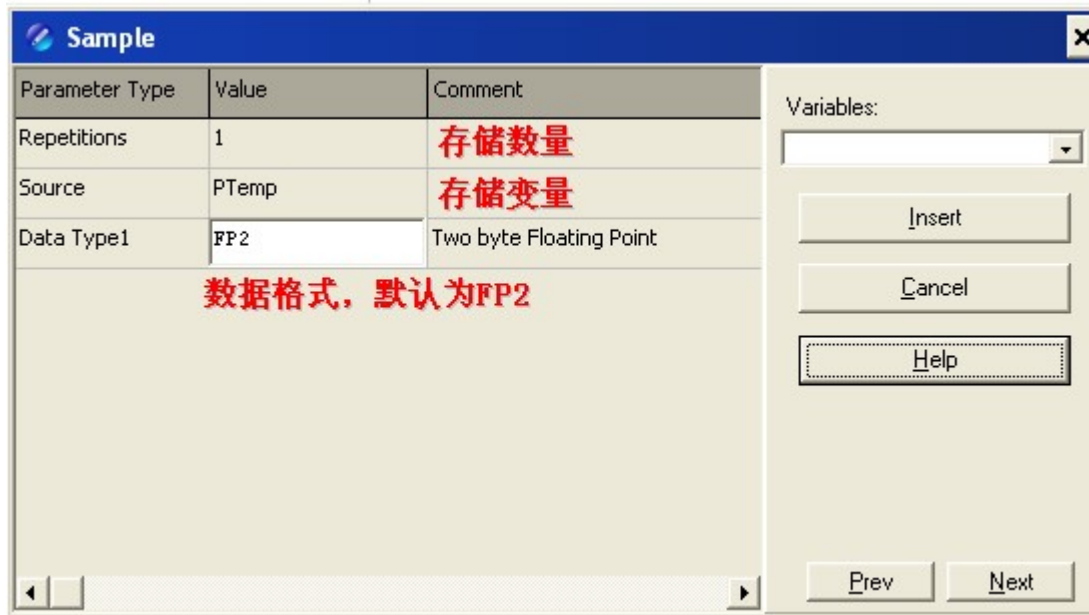 Sample
Parameter Type Value Comment
Repetitions 1 存储数量
Source PTemp 存储变量
Data Type1 FP2 Two byte Floating Point
数据格式，默认为FP2
Variables:
Insert
Cancel
Help
Prev Next